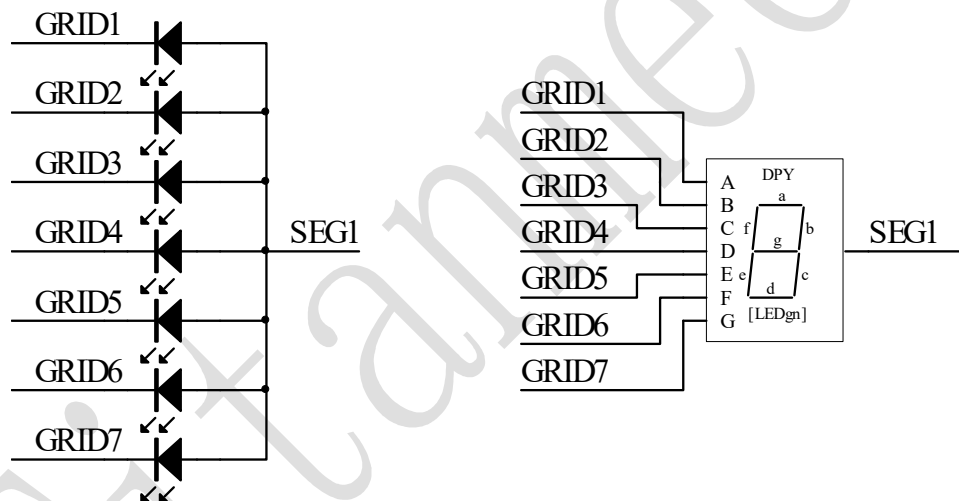 GRID1
GRID2
GRID3
GRID4
GRID5
GRID6
GRID7
SEG1
GRID1
GRID2
GRID3
GRID4
GRID5
GRID6
GRID7
A
B
C
D
E
F
G
DPY
a
f
b
g
e
c
d
[LEDgn]
SEG1